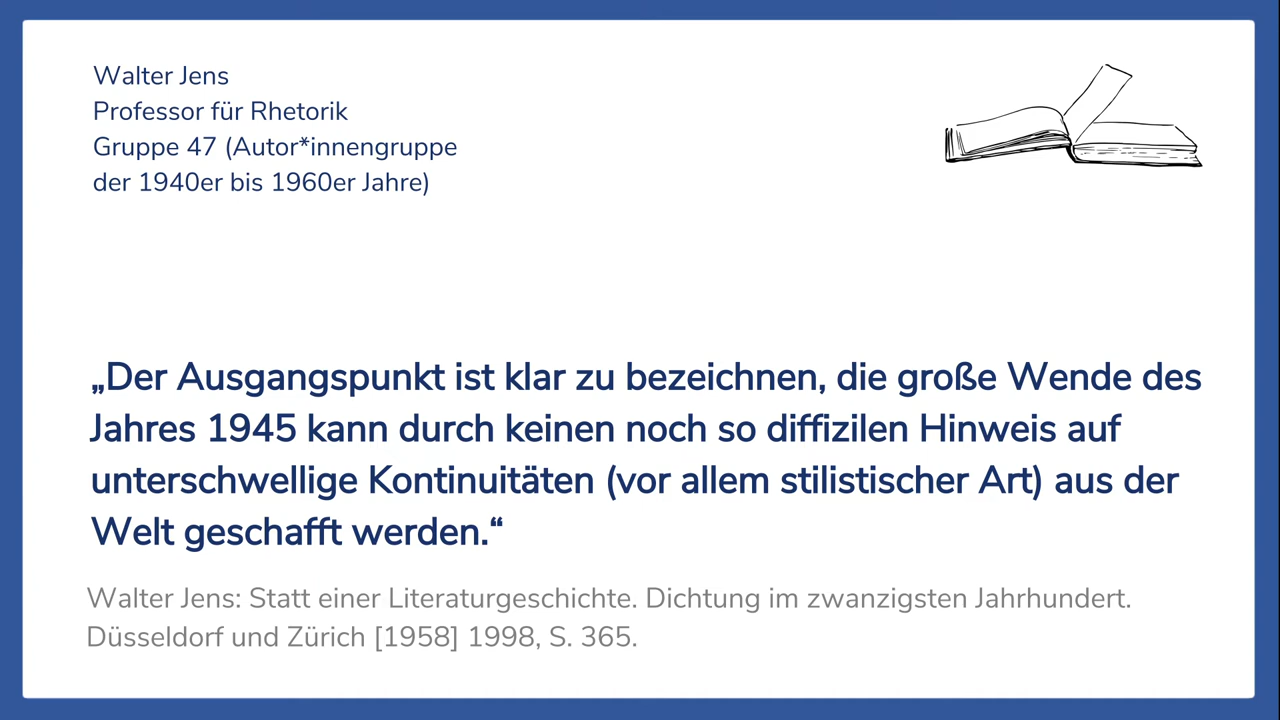 Walter Jens
Professor für Rhetorik
Gruppe 47 (Autor*innengruppe
der 1940er bis 1960er Jahre)
„Der Ausgangspunkt ist klar zu bezeichnen, die große Wende des
Jahres 1945 kann durch keinen noch so diffizilen Hinweis auf
unterschwellige Kontinuitäten (vor allem stilistischer Art) aus der
Welt geschafft werden.“
Walter Jens: Statt einer Literaturgeschichte. Dichtung im zwanzigsten Jahrhundert.
Düsseldorf und Zürich [1958] 1998, S. 365.